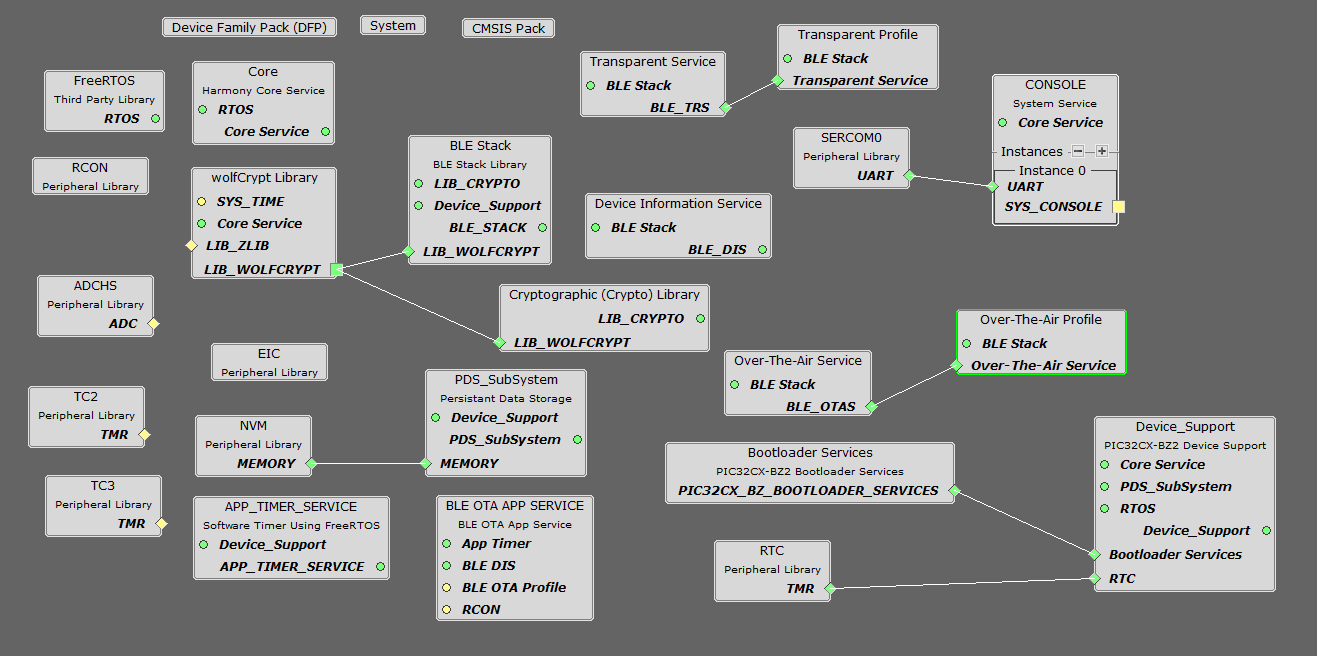 Device Family Pack (DFP)
System
CMSIS Pack
FreeRTOS
Third Party Library
RTOS
Core
Harmony Core Service
RTOS
Core Service
Transparent Service
BLE Stack
BLE_TRS
Transparent Profile
BLE Stack
Transparent Service
CONSOLE
System Service
Core Service
Instances
Instance 0
UART
SYS_CONSOLE
SERCOM0
Peripheral Library
UART
RCON
Peripheral Library
wolfCrypt Library
SYS_TIME
Core Service
LIB_ZLIB
LIB_WOLFCRYPT
BLE Stack
BLE Stack Library
LIB_CRYPTO
Device_Support
BLE_STACK
LIB_WOLFCRYPT
Device Information Service
BLE Stack
BLE_DIS
ADCHS
Peripheral Library
ADC
Cryptographic (Crypto) Library
LIB_CRYPTO
LIB_WOLFCRYPT
Over-The-Air Profile
BLE Stack
Over-The-Air Service
EIC
Peripheral Library
Over-The-Air Service
BLE Stack
BLE_OTAS
TC2
Peripheral Library
TMR
NVM
Peripheral Library
MEMORY
PDS_SubSystem
Persistant Data Storage
Device_Support
PDS_SubSystem
MEMORY
Bootloader Services
PIC32CX-BZ2 Bootloader Services
PIC32CX_BZ_BOOTLOADER_SERVICES
Device_Support
PIC32CX-BZ2 Device Support
Core Service
PDS_SubSystem
RTOS
Device_Support
Bootloader Services
RTC
TC3
Peripheral Library
TMR
APP_TIMER_SERVICE
Software Timer Using FreeRTOS
Device_Support
APP_TIMER_SERVICE
BLE OTA APP SERVICE
BLE OTA App Service
App Timer
BLE DIS
BLE OTA Profile
RCON
RTC
Peripheral Library
TMR